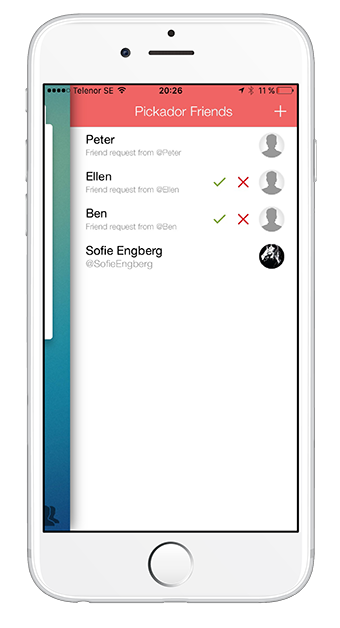 Telenor SE 20:26 11 %
Pickador Friends +
Peter
Friend request from @Peter
Ellen
Friend request from @Ellen
Ben
Friend request from @Ben
Sofie Engberg
@SofieEngberg